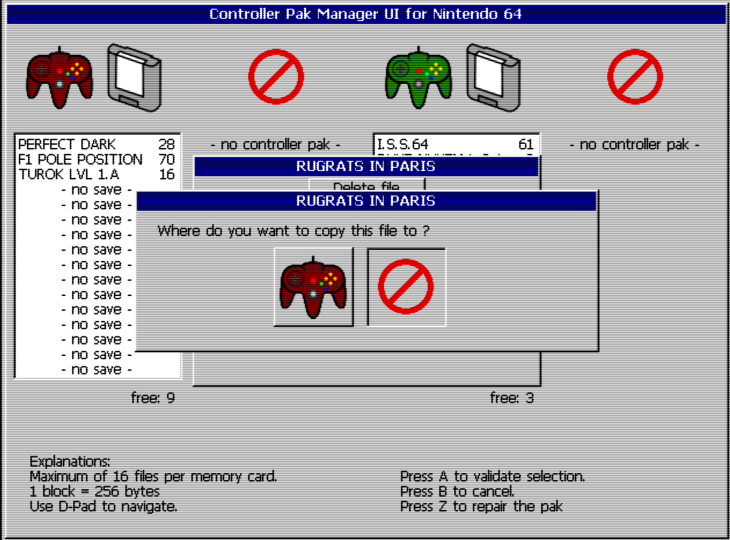 Controller Pak Manager UI for Nintendo 64
PERFECT DARK 28
F1 POLE POSITION 70
TUROK LVL 1.A 16
- no save -
- no save -
- no save -
- no save -
- no save -
- no save -
- no save -
- no save -
- no save -
- no save -
- no save -
- no save -
- no save -
free: 9
- no controller pak -
I.S.S.64 61
free: 3
- no controller pak -
RUGRATS IN PARIS
Delete file
RUGRATS IN PARIS
Where do you want to copy this file to ?
Explanations:
Maximum of 16 files per memory card.
1 block = 256 bytes
Use D-Pad to navigate.
Press A to validate selection.
Press B to cancel.
Press Z to repair the pak